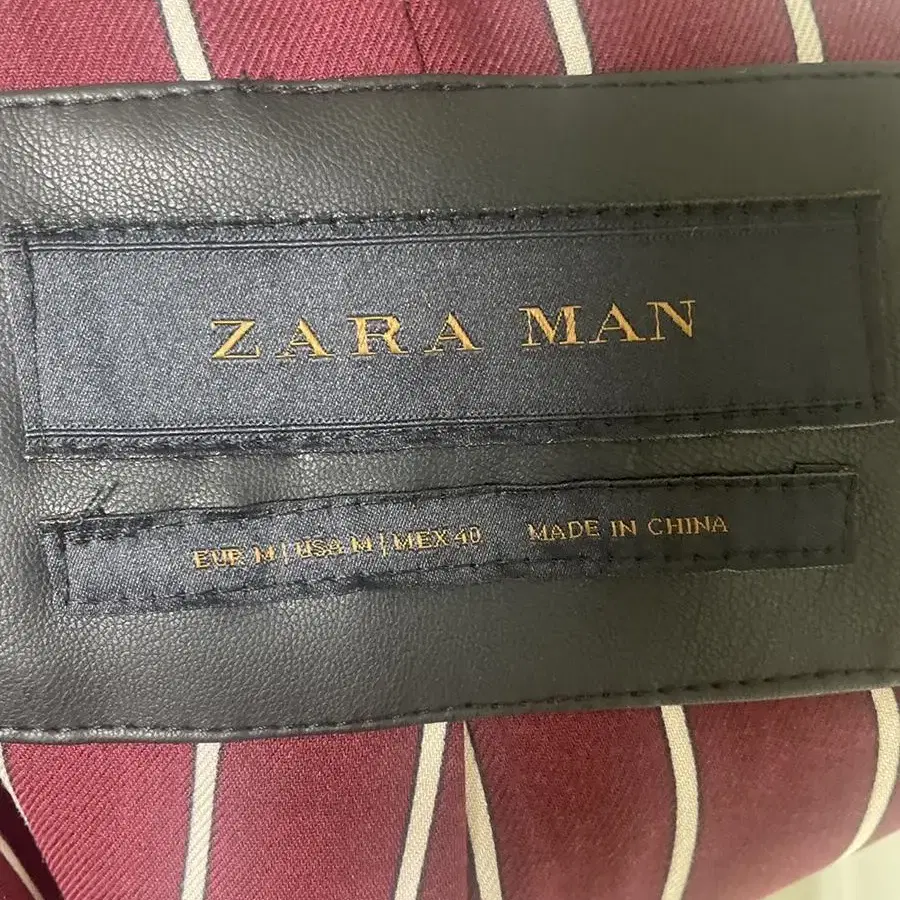 ZARA MAN
EUR M | USA M | MEX 40 MADE IN CHINA